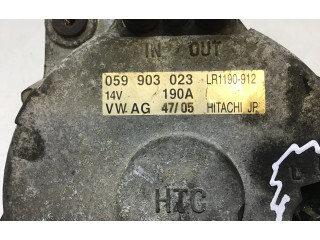 IN OUT
059 903 023 LR1190-912
14V 190A
VW AG 47/05 HITACHI JP.
HTC
L